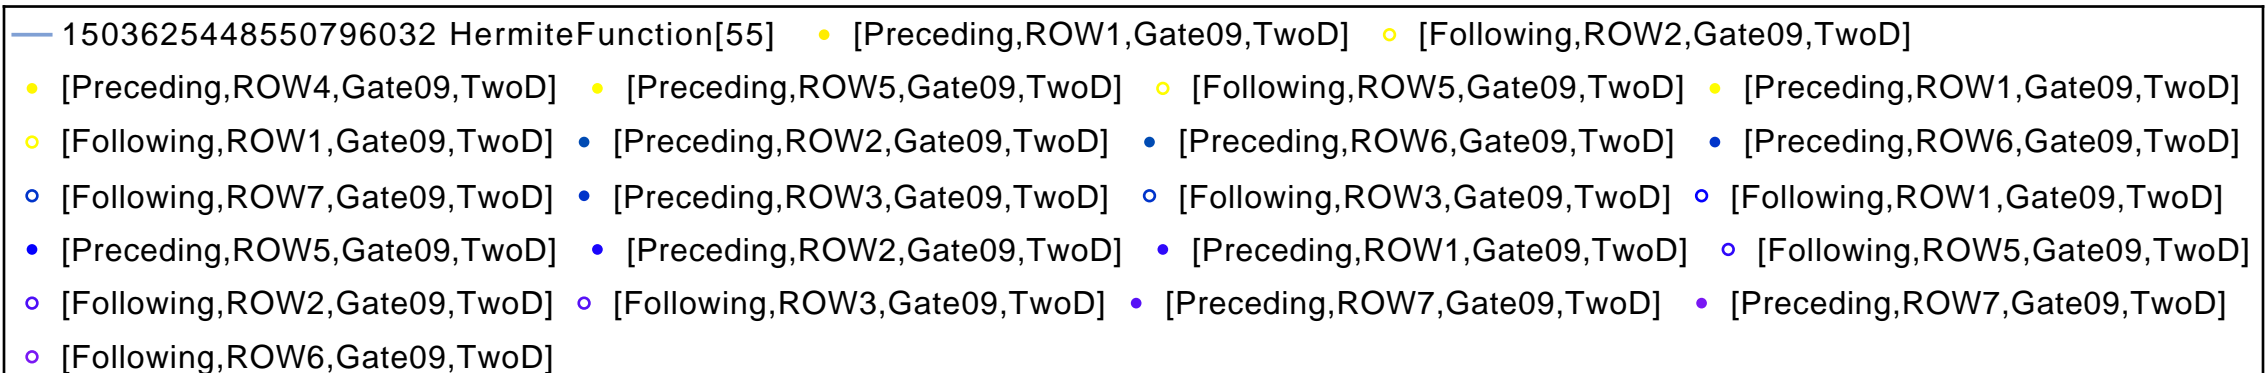 1503625448550796032 HermiteFunction[55] [Preceding,ROW1,Gate09,TwoD] [Following,ROW2,Gate09,TwoD]
[Preceding,ROW4,Gate09,TwoD] [Preceding,ROW5,Gate09,TwoD] [Following,ROW5,Gate09,TwoD] [Preceding,ROW1,Gate09,TwoD]
[Following,ROW1,Gate09,TwoD] [Preceding,ROW2,Gate09,TwoD] [Preceding,ROW6,Gate09,TwoD] [Preceding,ROW6,Gate09,TwoD]
[Following,ROW7,Gate09,TwoD] [Preceding,ROW3,Gate09,TwoD] [Following,ROW3,Gate09,TwoD] [Following,ROW1,Gate09,TwoD]
[Preceding,ROW5,Gate09,TwoD] [Preceding,ROW2,Gate09,TwoD] [Preceding,ROW1,Gate09,TwoD] [Following,ROW5,Gate09,TwoD]
[Following,ROW2,Gate09,TwoD] [Following,ROW3,Gate09,TwoD] [Preceding,ROW7,Gate09,TwoD] [Preceding,ROW7,Gate09,TwoD]
[Following,ROW6,Gate09,TwoD]